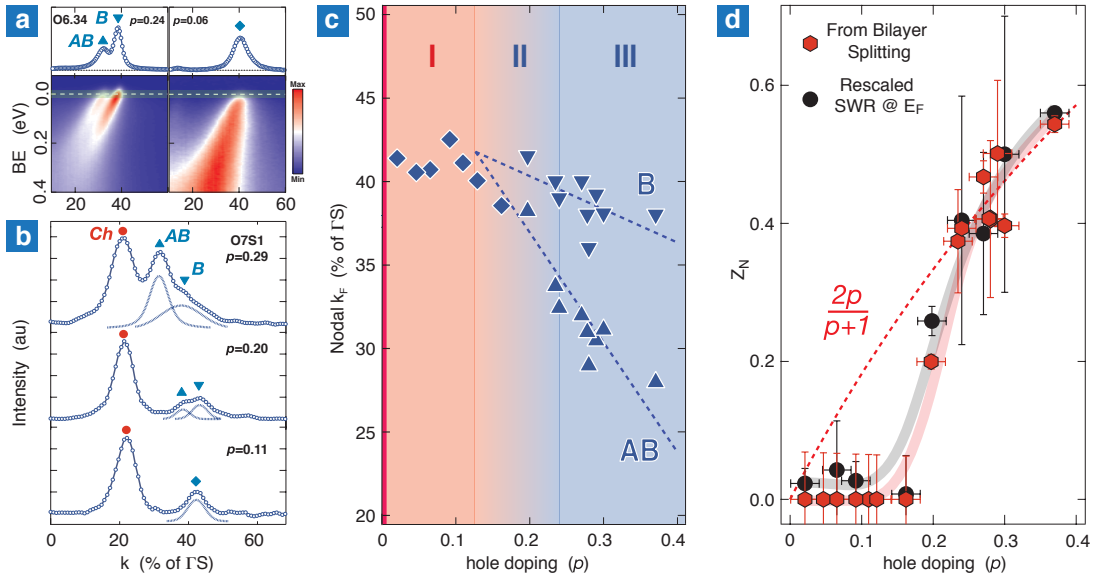 a
O6.34
B
p=0.24
p=0.06
AB
BE (eV)
0.0
0.2
0.4
Max
Min
10
20
40
60
20
40
60
b
Ch
AB
O7S1
p=0.29
B
p=0.20
p=0.11
Intensity (au)
0
20
40
60
k (% of ΓS)
c
I
II
III
B
AB
Nodal kF (% of ΓS)
50
45
40
35
30
25
20
0
0.1
0.2
0.3
0.4
hole doping (p)
d
From Bilayer
Splitting
Rescaled
SWR @ EF
2p
p+1
ZN
0.6
0.4
0.2
0.0
0
0.1
0.2
0.3
0.4
hole doping (p)